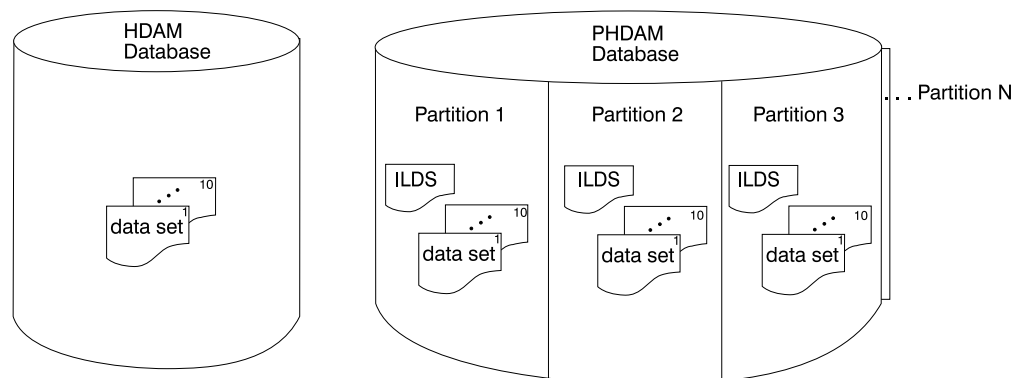 HDAM
Database
10
1
data set
PHDAM
Database
Partition 1
Partition 2
Partition 3
... Partition N
ILDS
ILDS
ILDS
10
1
data set
10
1
data set
10
1
data set